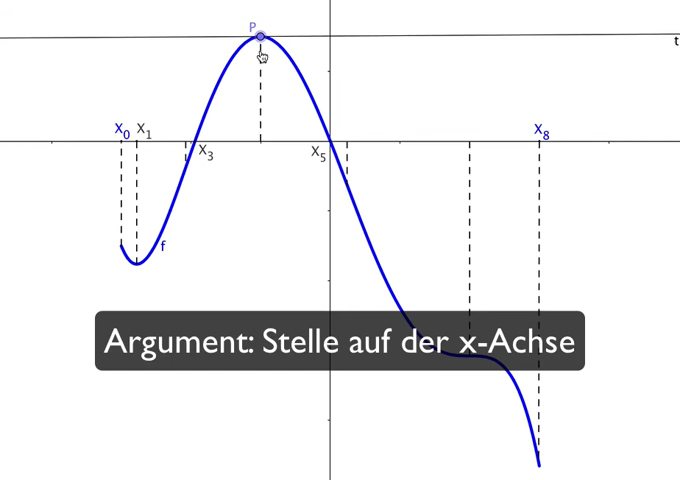 P
t
X0 X1 X8
X3 X5
f
Argument: Stelle auf der x-Achse